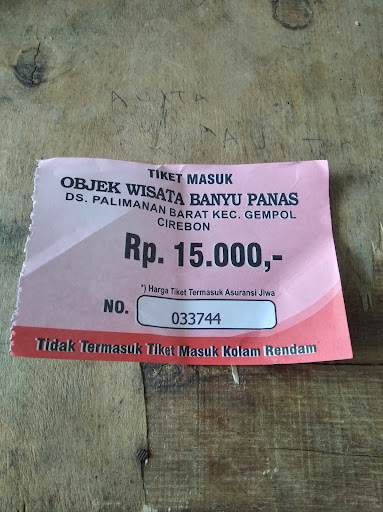 TIKET MASUK
OBJEK WISATA BANYU PANAS
DS. PALIMANAN BARAT KEC. GEMPOL
CIREBON
Rp. 15.000,-
*) Harga Tiket Termasuk Asuransi Jiwa
NO. 033744
Tidak Termasuk Tiket Masuk Kolam Rendam